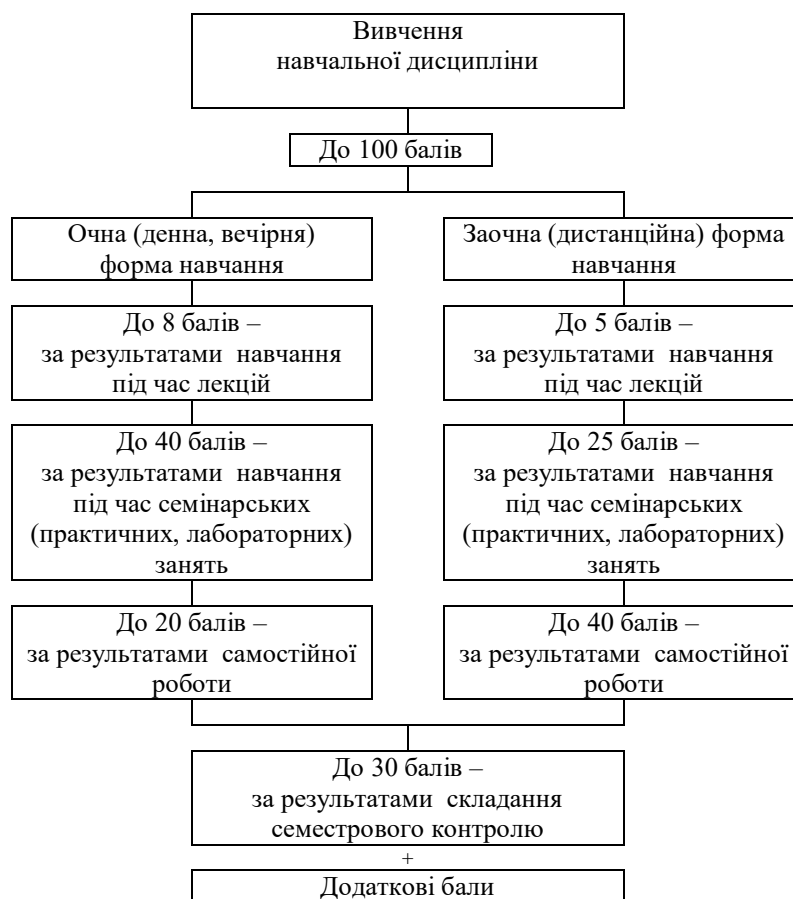 Вивчення
навчальної дисципліни
До 100 балів
Очна (денна, вечірня)
форма навчання
Заочна (дистанційна) форма
навчання
До 8 балів –
за результатами навчання
під час лекцій
До 5 балів –
за результатами навчання
під час лекцій
До 40 балів –
за результатами навчання
під час семінарських
(практичних, лабораторних)
занять
До 25 балів –
за результатами навчання
під час семінарських
(практичних, лабораторних)
занять
До 20 балів –
за результатами самостійної
роботи
До 40 балів –
за результатами самостійної
роботи
До 30 балів –
за результатами складання
семестрового контролю
+
Додаткові бали